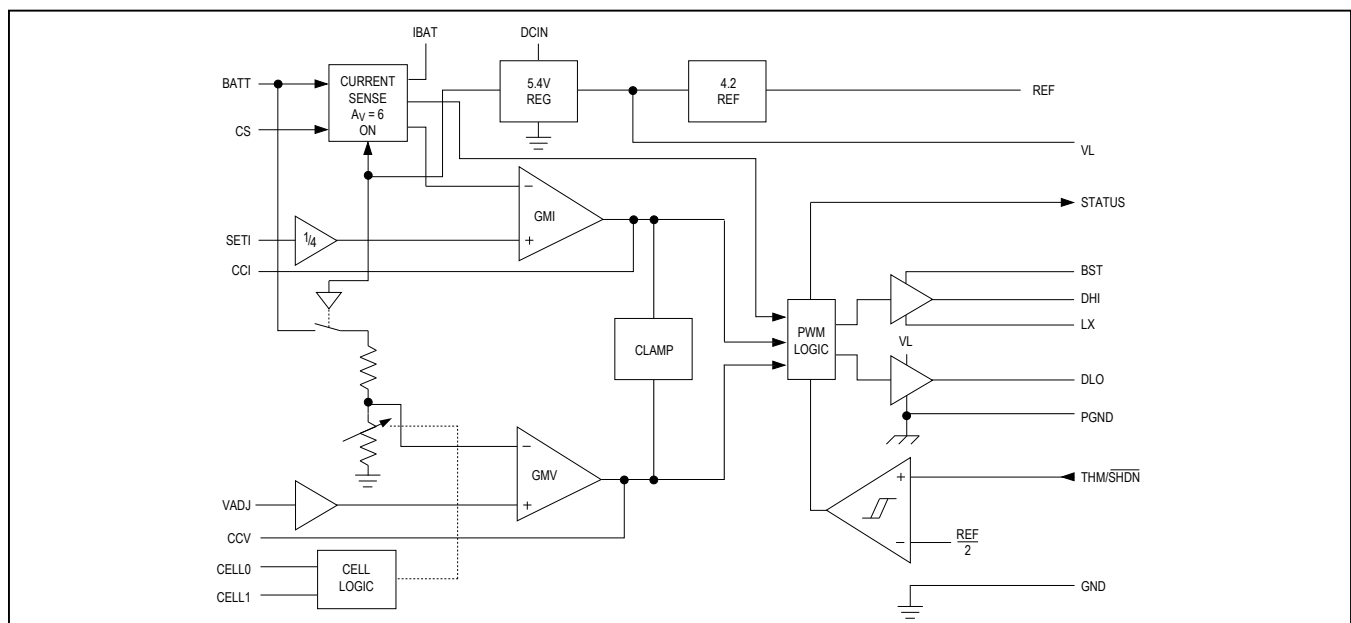 IBAT
DCIN
BATT
CURRENT
SENSE
AV = 6
ON
5.4V
REG
4.2
REF
REF
CS
VL
STATUS
GMI
SETI
1/4
CCI
BST
DHI
LX
PWM
LOGIC
CLAMP
VL
DLO
PGND
GMV
THM/SHDN
VADJ
CCV
REF
2
CELL0
CELL1
CELL
LOGIC
GND